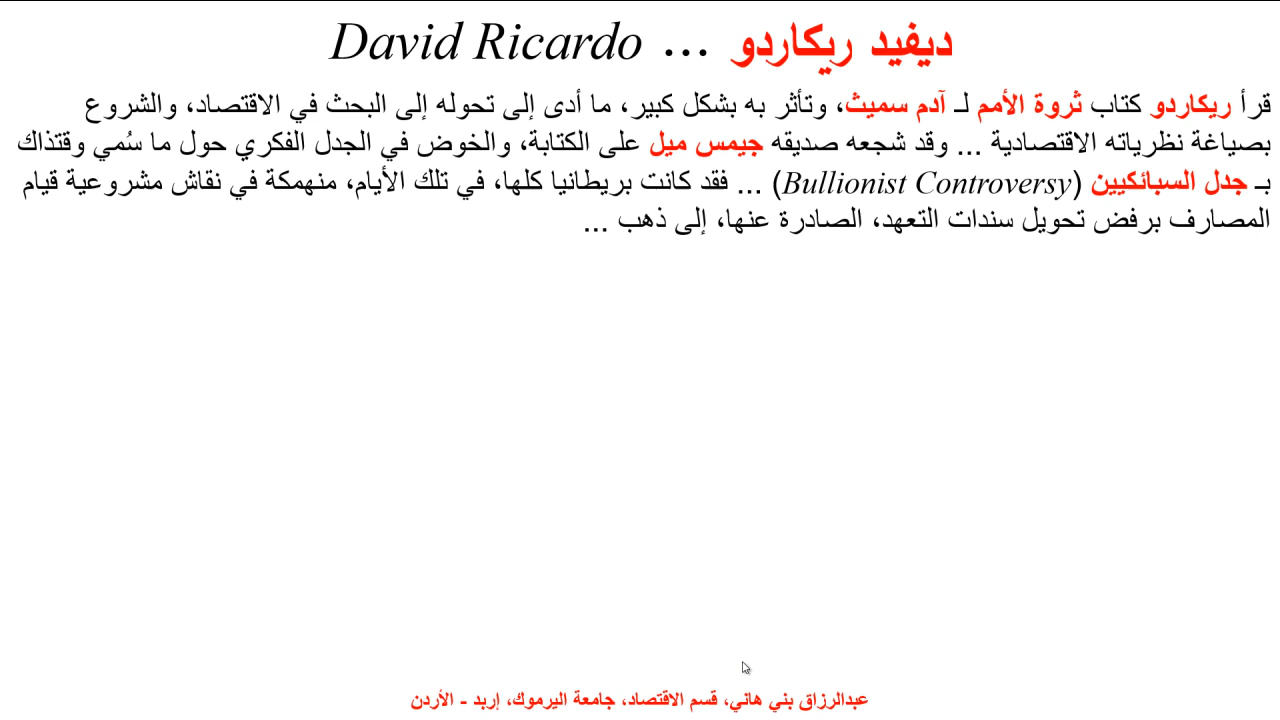 ديفيد ريكاردو ... David Ricardo
قرأ ريكاردو كتاب ثروة الأمم لـ آدم سميث، وتأثر به بشكل كبير، ما أدى إلى تحوله إلى البحث في الاقتصاد، والشروع
بصياغة نظرياته الاقتصادية ... وقد شجعه صديقه جيمس ميل على الكتابة، والخوض في الجدل الفكري حول ما سُمي وقتذاك
بـ جدل السبائكيين (Bullionist Controversy) ... فقد كانت بريطانيا كلها، في تلك الأيام، منهمكة في نقاش مشروعية قيام
المصارف برفض تحويل سندات التعهد، الصادرة عنها، إلى ذهب ...
عبدالرزاق بني هاني، قسم الاقتصاد، جامعة اليرموك، إربد - الأردن